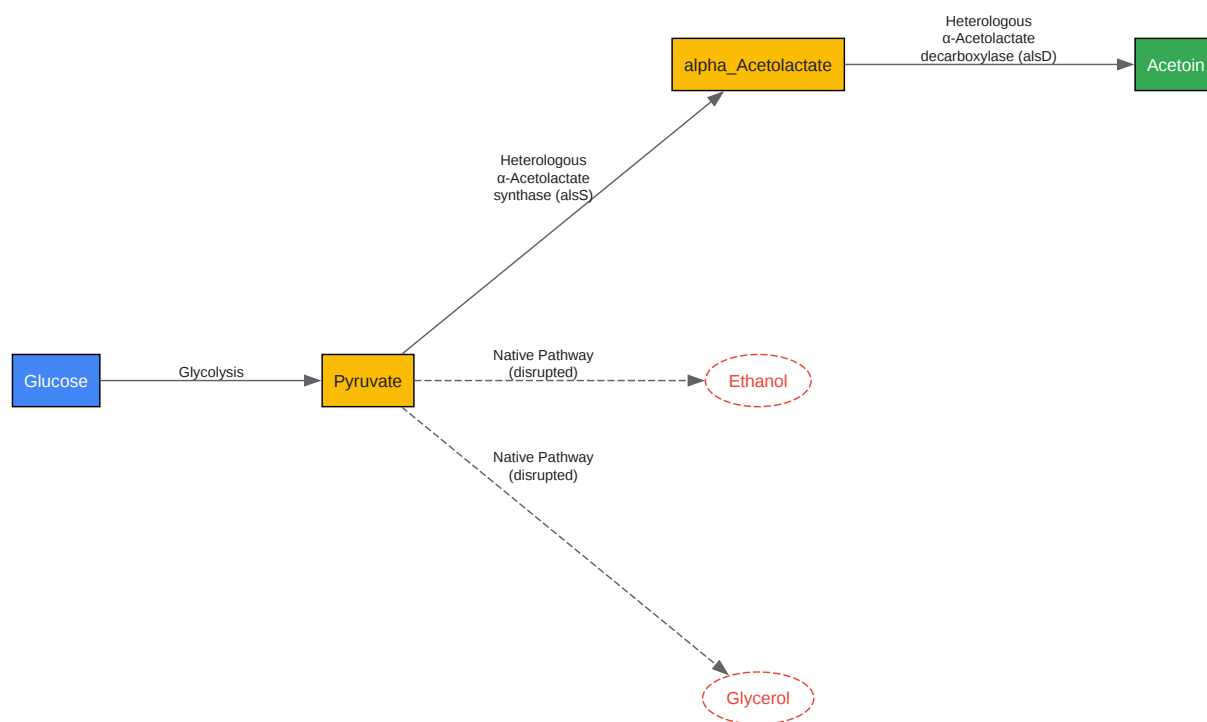 Heterologous
α-Acetolactate
decarboxylase (alsD)
alpha_Acetolactate
Acetoin
Heterologous
α-Acetolactate
synthase (alsS)
Glucose
Glycolysis
Pyruvate
Native Pathway
(disrupted)
Ethanol
Native Pathway
(disrupted)
Glycerol